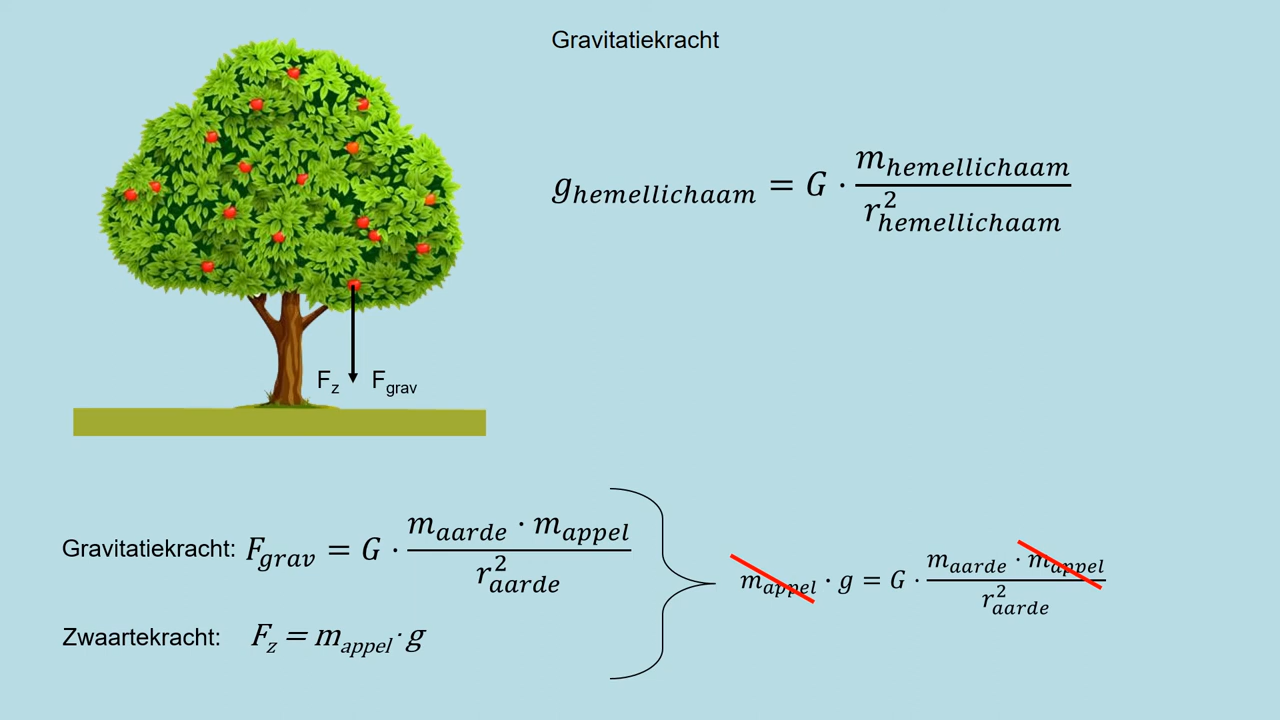 Gravitatiekracht
g_hemellichaam = G · m_hemellichaam / r²_hemellichaam
F_z F_grav
Gravitatiekracht: F_grav = G · m_aarde · m_appel / r²_aarde
m_appel · g = G · m_aarde · m_appel / r²_aarde
Zwaartekracht: F_z = m_appel · g